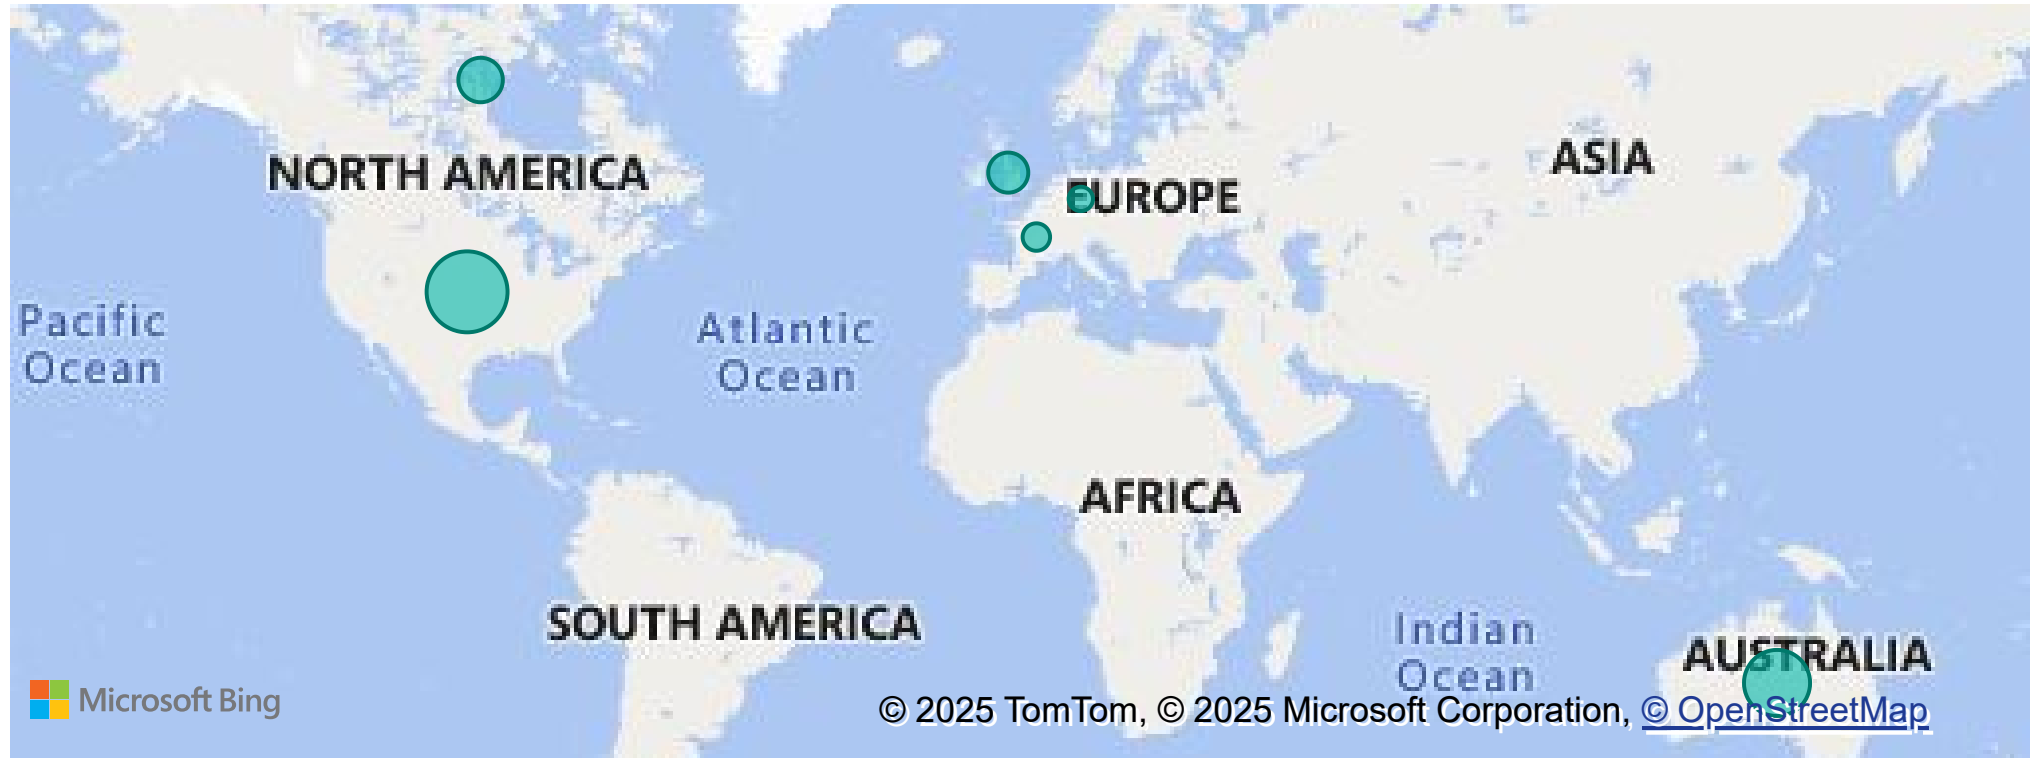 NORTH AMERICA
EUROPE
ASIA
Pacific
Ocean
Atlantic
Ocean
AFRICA
SOUTH AMERICA
Indian
Ocean
AUSTRALIA
Microsoft Bing
© 2025 TomTom, © 2025 Microsoft Corporation, © OpenStreetMap